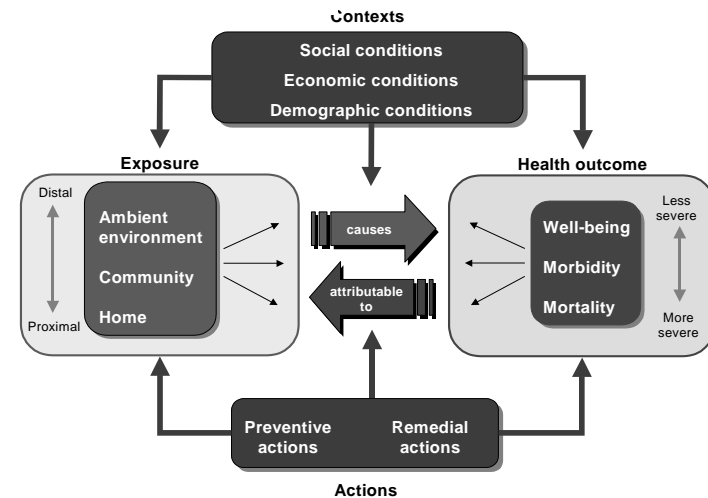 Contexts
Social conditions
Economic conditions
Demographic conditions
Exposure
Health outcome
Distal
Ambient
environment
Community
Home
Proximal
causes
attributable
to
Well-being
Morbidity
Mortality
Less
severe
More
severe
Preventive
actions
Remedial
actions
Actions